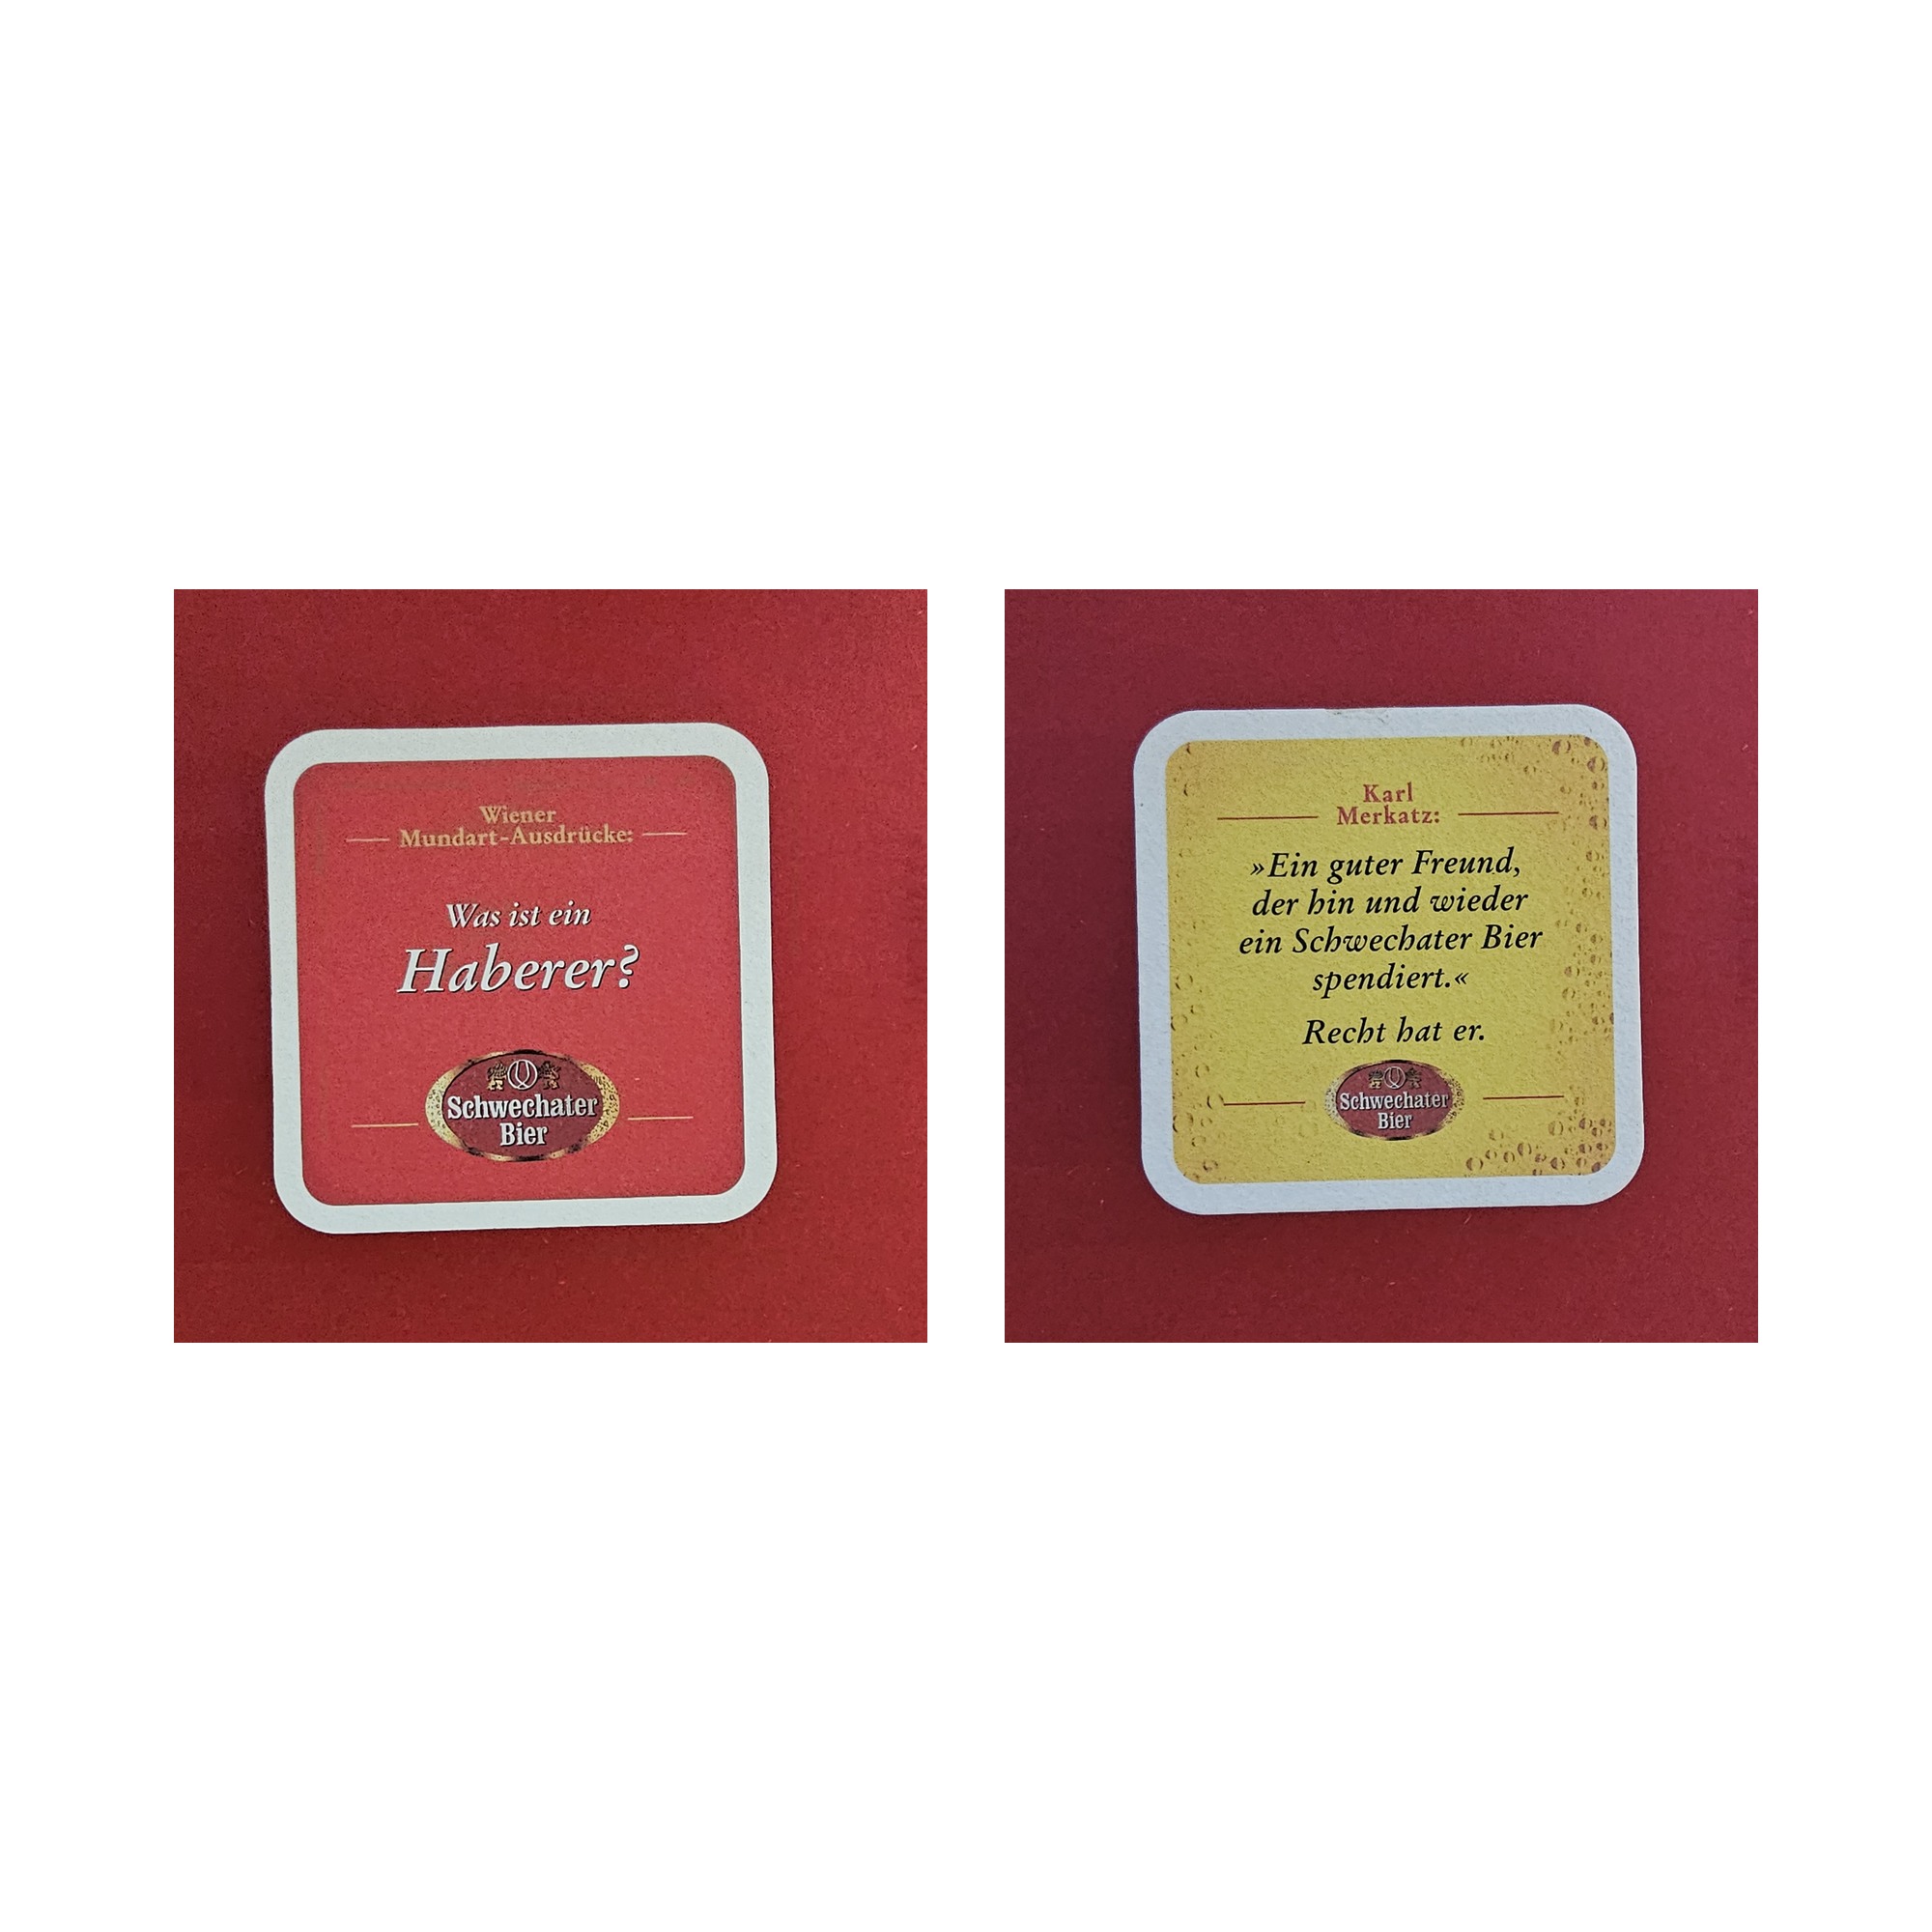 Wiener
Mundart-Ausdrücke:
Was ist ein
Haberer?
Schwechater
Bier
Karl
Merkatz:
»Ein guter Freund,
der hin und wieder
ein Schwechater Bier
spendiert.«
Recht hat er.
Schwechater
Bier